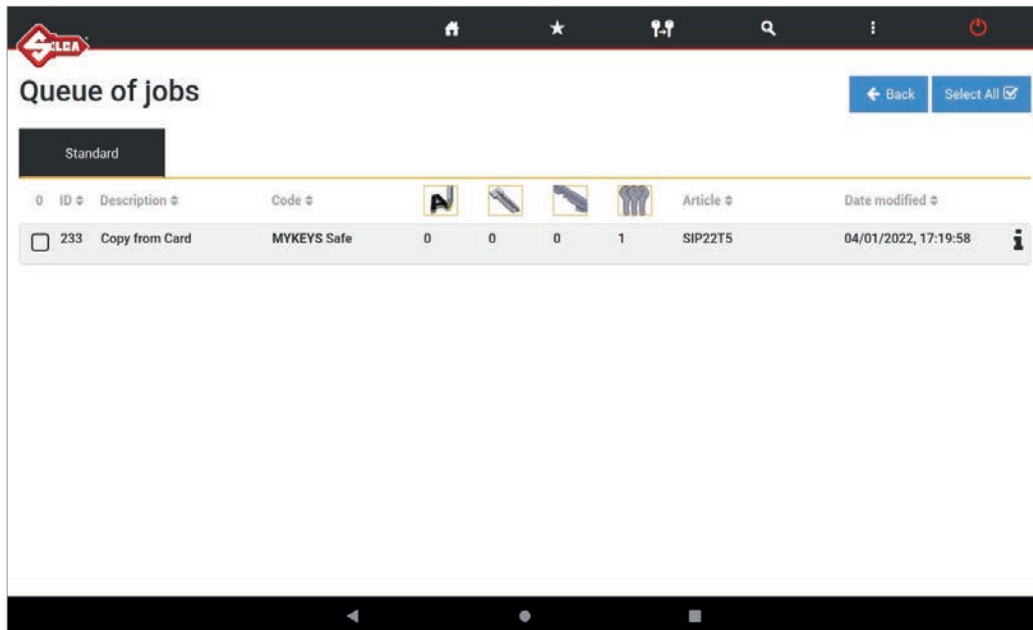 SILCA
Queue of jobs
Back
Select All
Standard
0 ID Description Code A Article Date modified
233 Copy from Card MYKEYS Safe 0 0 0 1 SIP22T5 04/01/2022, 17:19:58